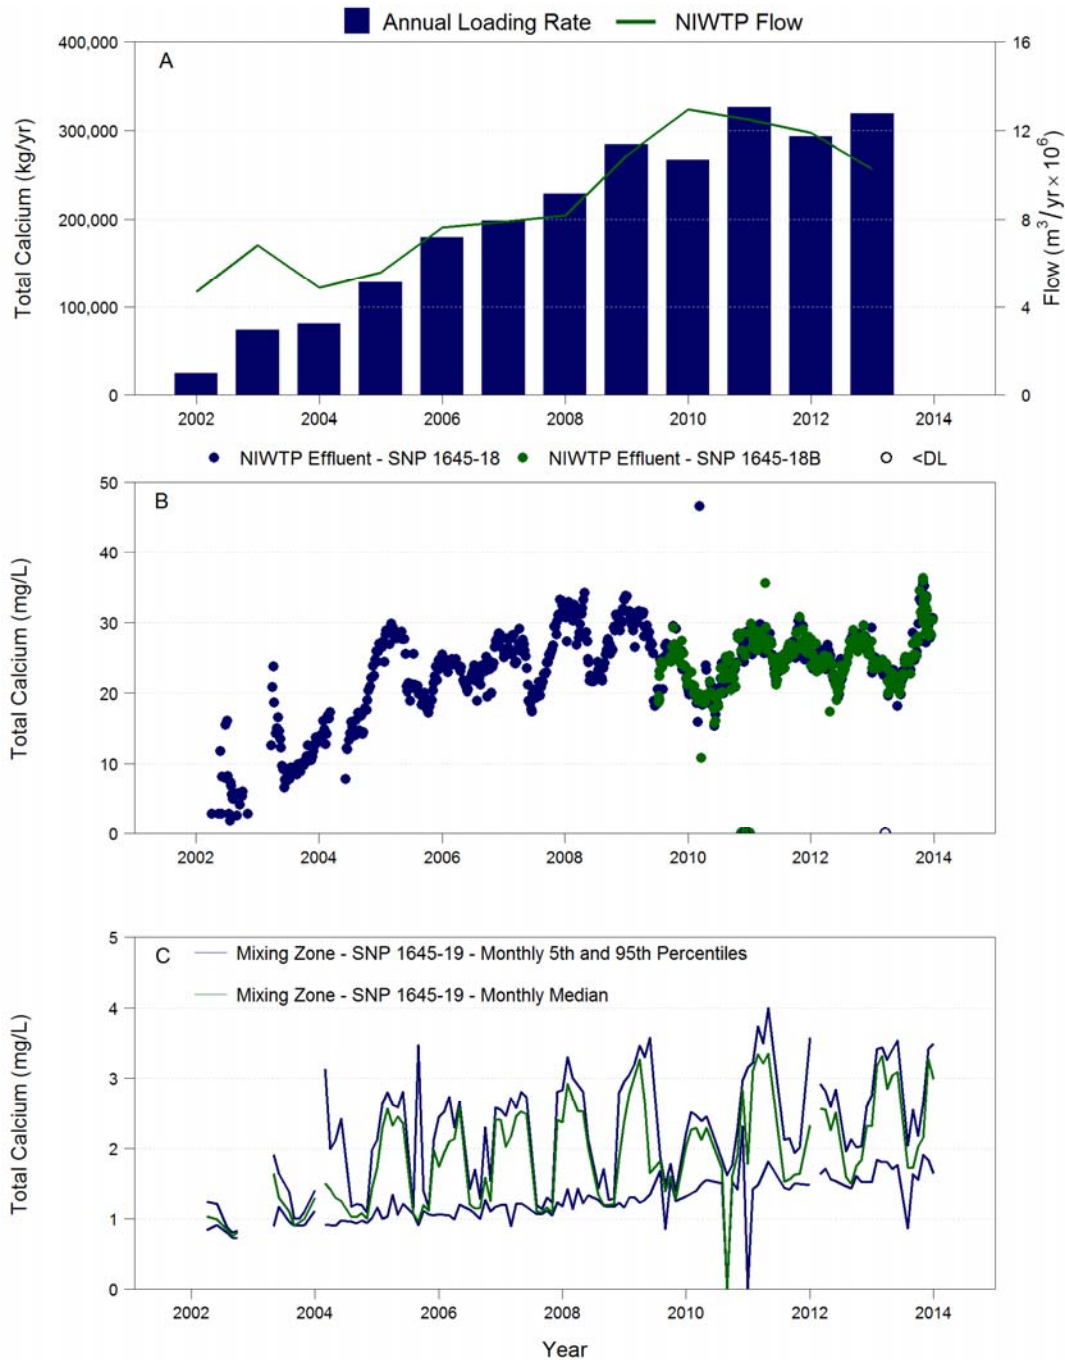 Annual Loading Rate NIWTP Flow
A
400,000
300,000
200,000
100,000
0
Total Calcium (kg/yr)
16
12
8
4
0
Flow (m³/yr × 10⁶)
2002 2004 2006 2008 2010 2012 2014
NIWTP Effluent - SNP 1645-18 NIWTP Effluent - SNP 1645-18B <DL
B
50
40
30
20
10
0
Total Calcium (mg/L)
2002 2004 2006 2008 2010 2012 2014
C
Mixing Zone - SNP 1645-19 - Monthly 5th and 95th Percentiles
Mixing Zone - SNP 1645-19 - Monthly Median
5
4
3
2
1
0
Total Calcium (mg/L)
2002 2004 2006 2008 2010 2012 2014
Year